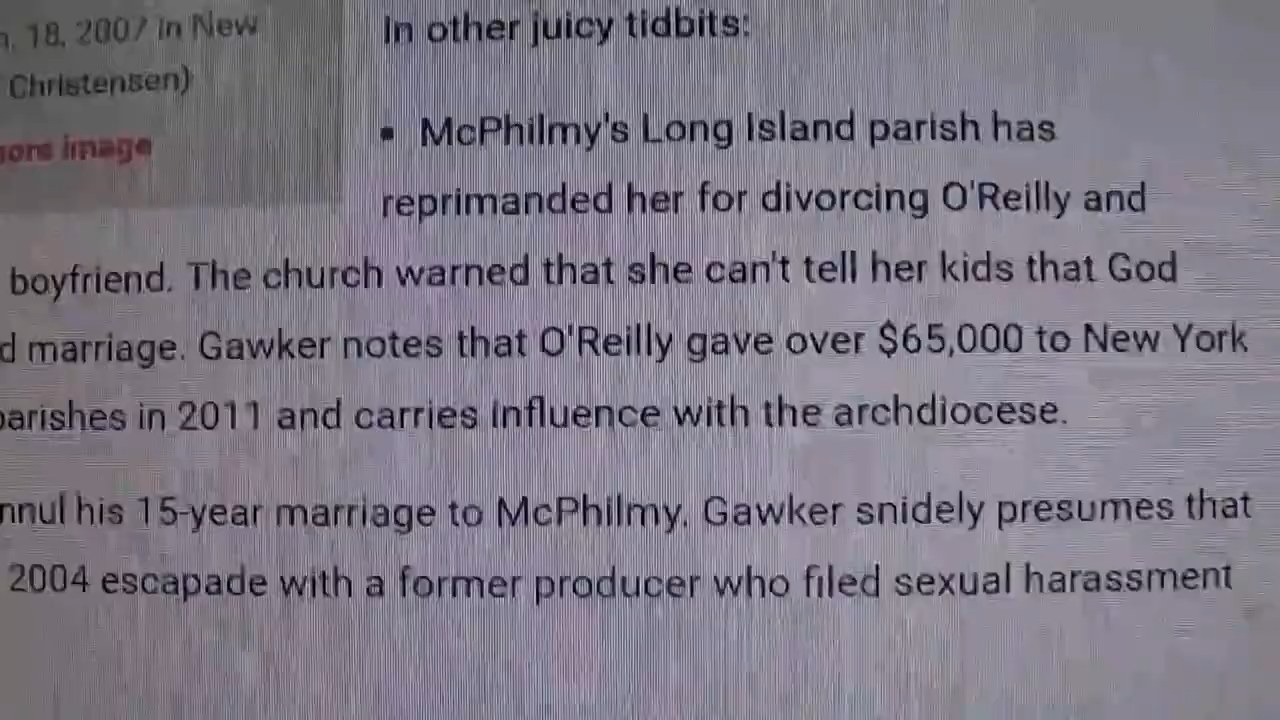 n, 18, 2007 in New
Christensen)
more image
In other juicy tidbits:
▪ McPhilmy's Long Island parish has
reprimanded her for divorcing O'Reilly and
boyfriend. The church warned that she can't tell her kids that God
d marriage. Gawker notes that O'Reilly gave over $65,000 to New York
parishes in 2011 and carries influence with the archdiocese.
nnul his 15-year marriage to McPhilmy. Gawker snidely presumes that
2004 escapade with a former producer who filed sexual harassment